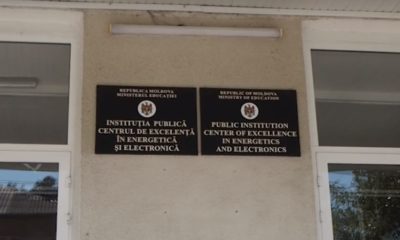 REPUBLICA MOLDOVA
MINISTERUL EDUCAȚIEI
INSTITUȚIA PUBLICĂ
CENTRUL DE EXCELENȚĂ
ÎN ENERGETICĂ
ȘI ELECTRONICĂ
REPUBLIC OF MOLDOVA
MINISTRY OF EDUCATION
PUBLIC INSTITUTION
CENTER OF EXCELLENCE
IN ENERGETICS
AND ELECTRONICS